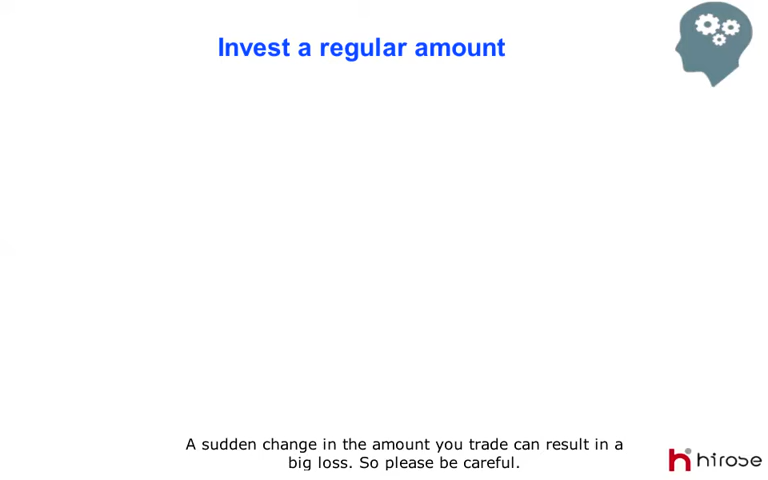 Invest a regular amount
A sudden change in the amount you trade can result in a
big loss. So please be careful.
hirose